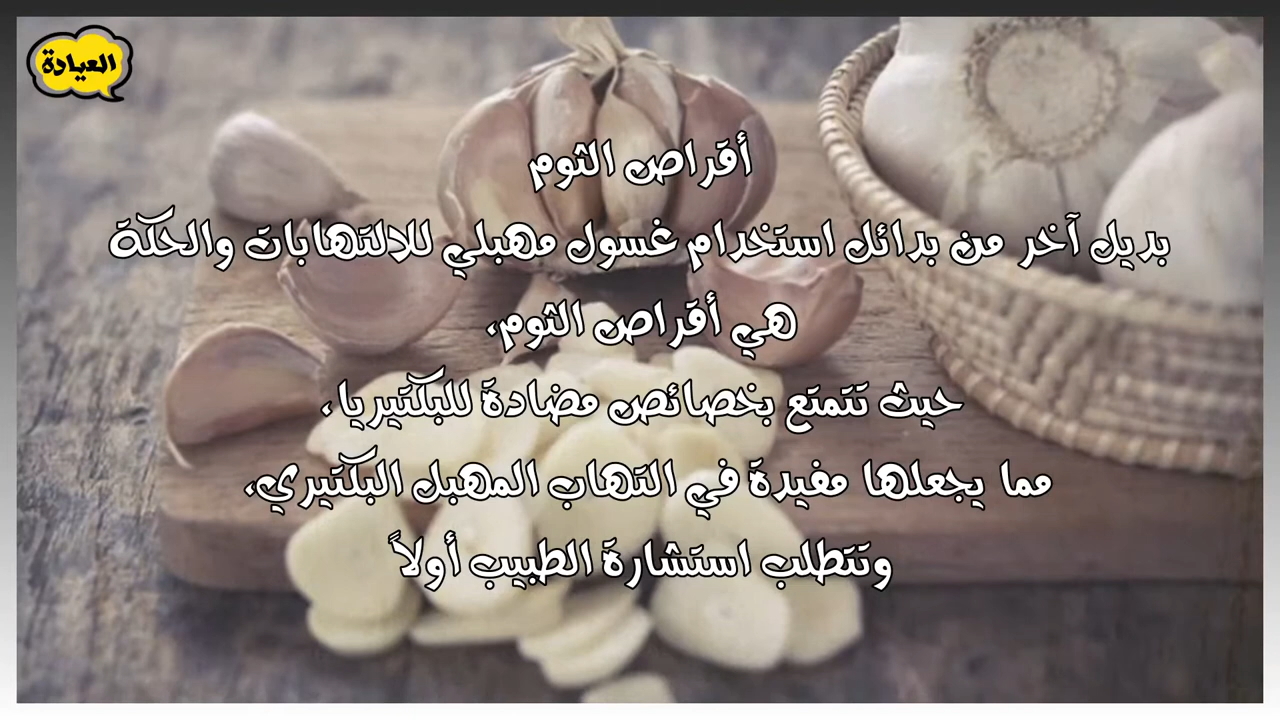 العيادة
أقراص الثوم
بديل آخر من بدائل استخدام غسول مهبلي للالتهابات والحكة
هي أقراص الثوم،
حيث تتمتع بخصائص مضادة للبكتيريا،
مما يجعلها مفيدة في التهاب المهبل البكتيري،
وتتطلب استشارة الطبيب أولاً